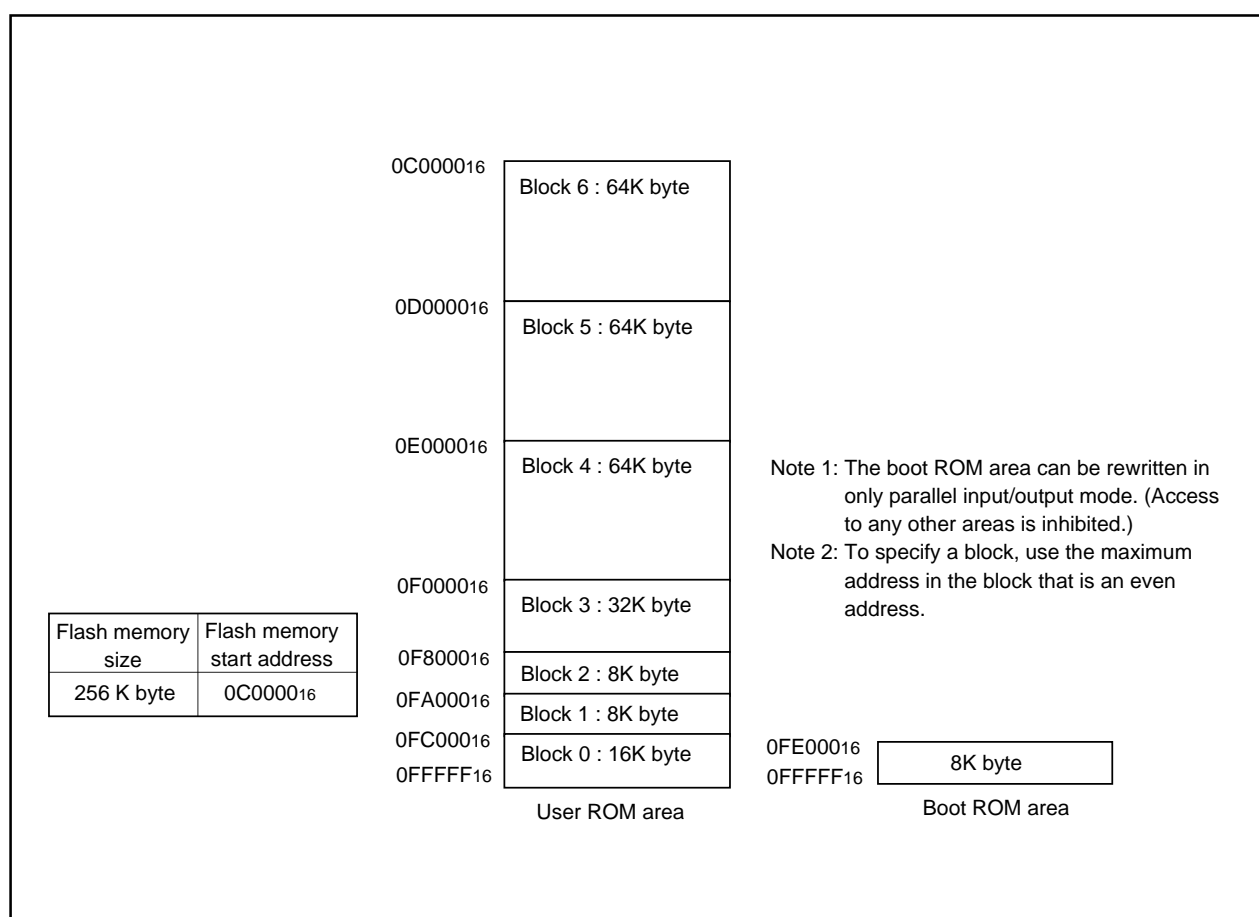 0C000016
Block 6 : 64K byte
0D000016
Block 5 : 64K byte
0E000016
Block 4 : 64K byte
Note 1: The boot ROM area can be rewritten in
only parallel input/output mode. (Access
to any other areas is inhibited.)
Note 2: To specify a block, use the maximum
address in the block that is an even
address.
0F000016
Block 3 : 32K byte
Flash memory size
Flash memory start address
256 K byte
0C000016
0F800016
Block 2 : 8K byte
0FA00016
Block 1 : 8K byte
0FC00016
Block 0 : 16K byte
0FFFFF16
User ROM area
0FE00016
0FFFFF16
8K byte
Boot ROM area